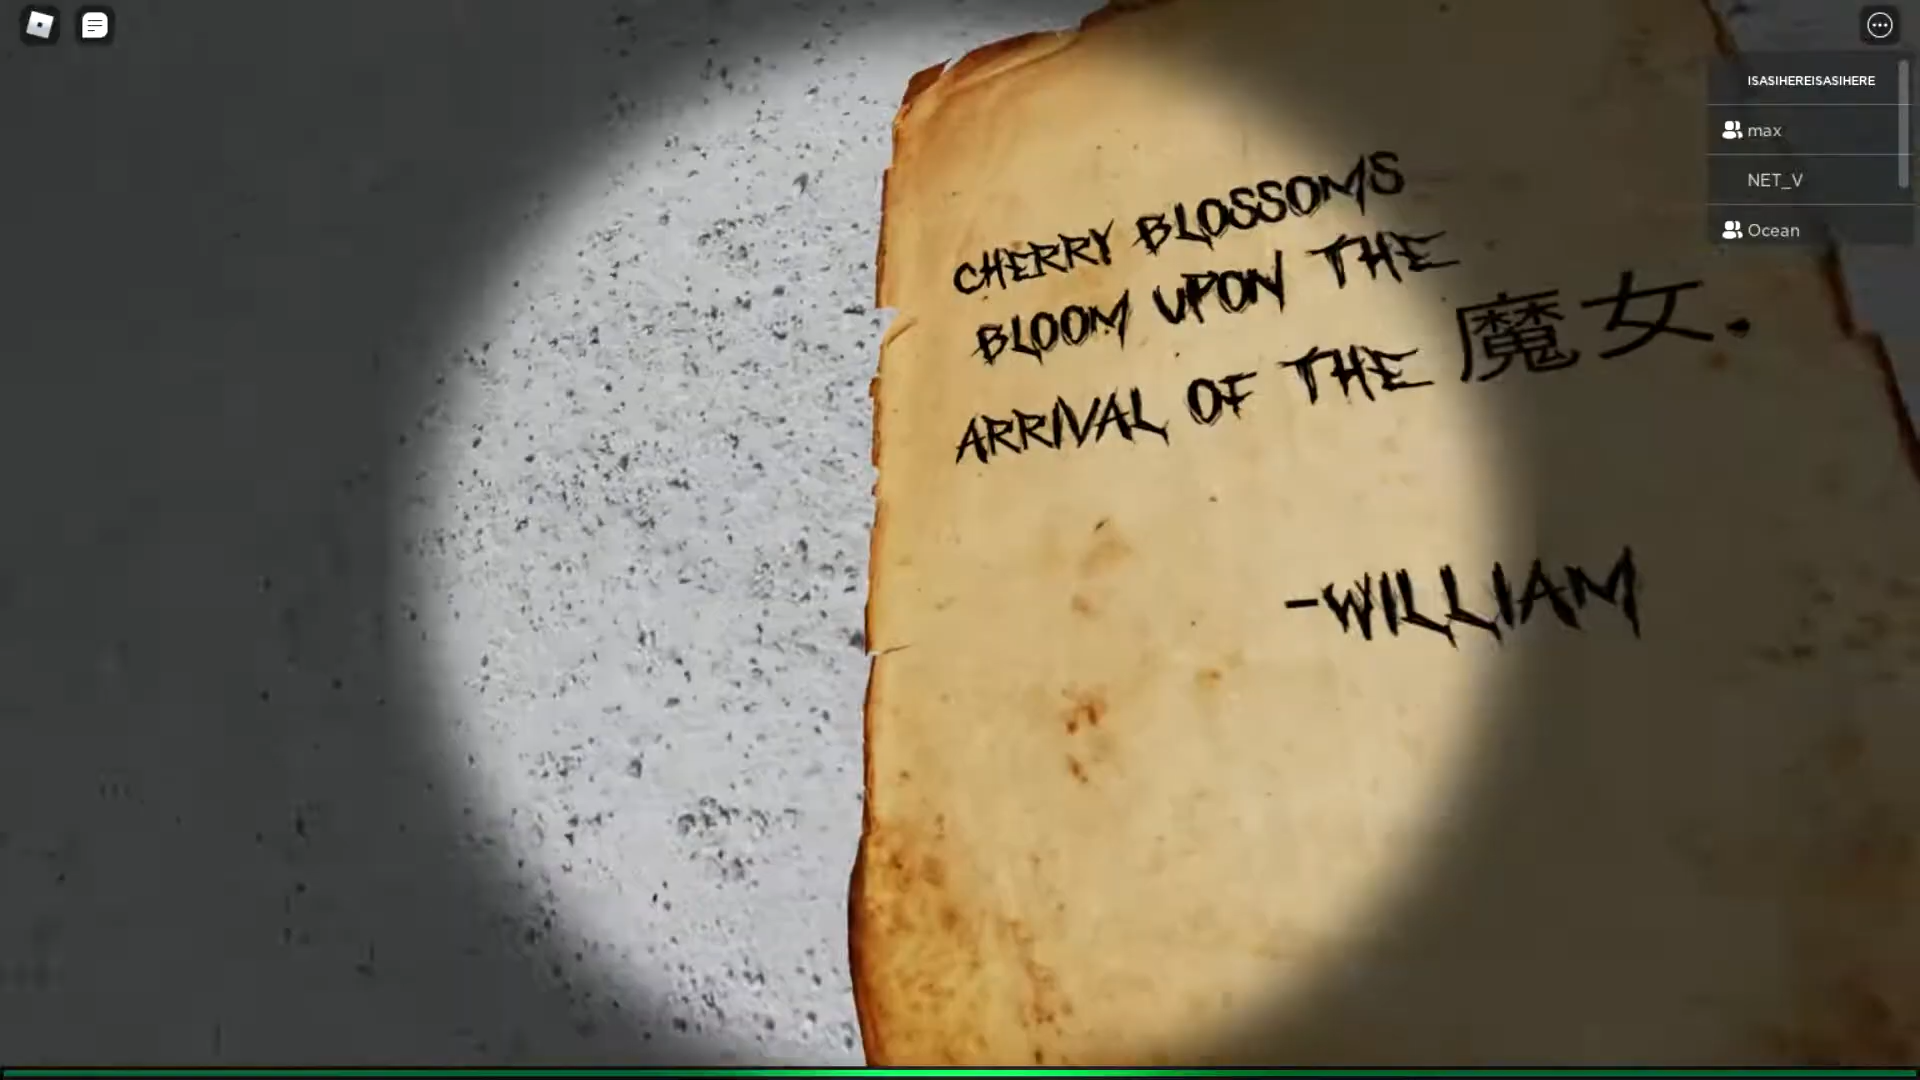 ISASIHEREISASIHERE
max
NET_V
Ocean
CHERRY BLOSSOMS
BLOOM UPON THE
ARRIVAL OF THE 魔女.
-WILLIAM